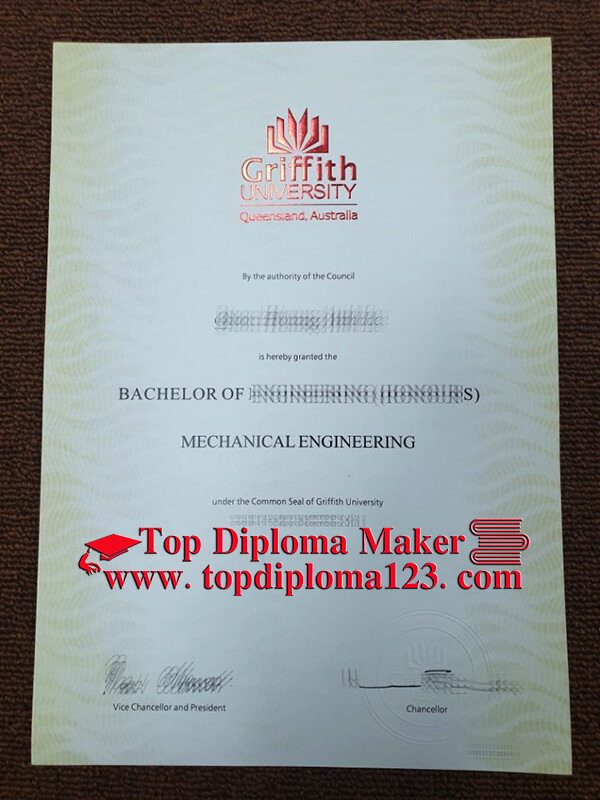 Griffith
UNIVERSITY
Queensland, Australia
By the authority of the Council
is hereby granted the
BACHELOR OF ENGINEERING (HONOURS)
MECHANICAL ENGINEERING
under the Common Seal of Griffith University
Top Diploma Maker
www. topdiploma123. com
Vice Chancellor and President
Chancellor